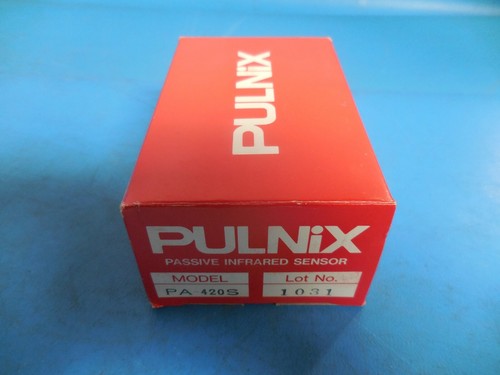 PULNiX
PULNiX
PASSIVE INFRARED SENSOR
MODEL Lot No.
PA-420S 1031